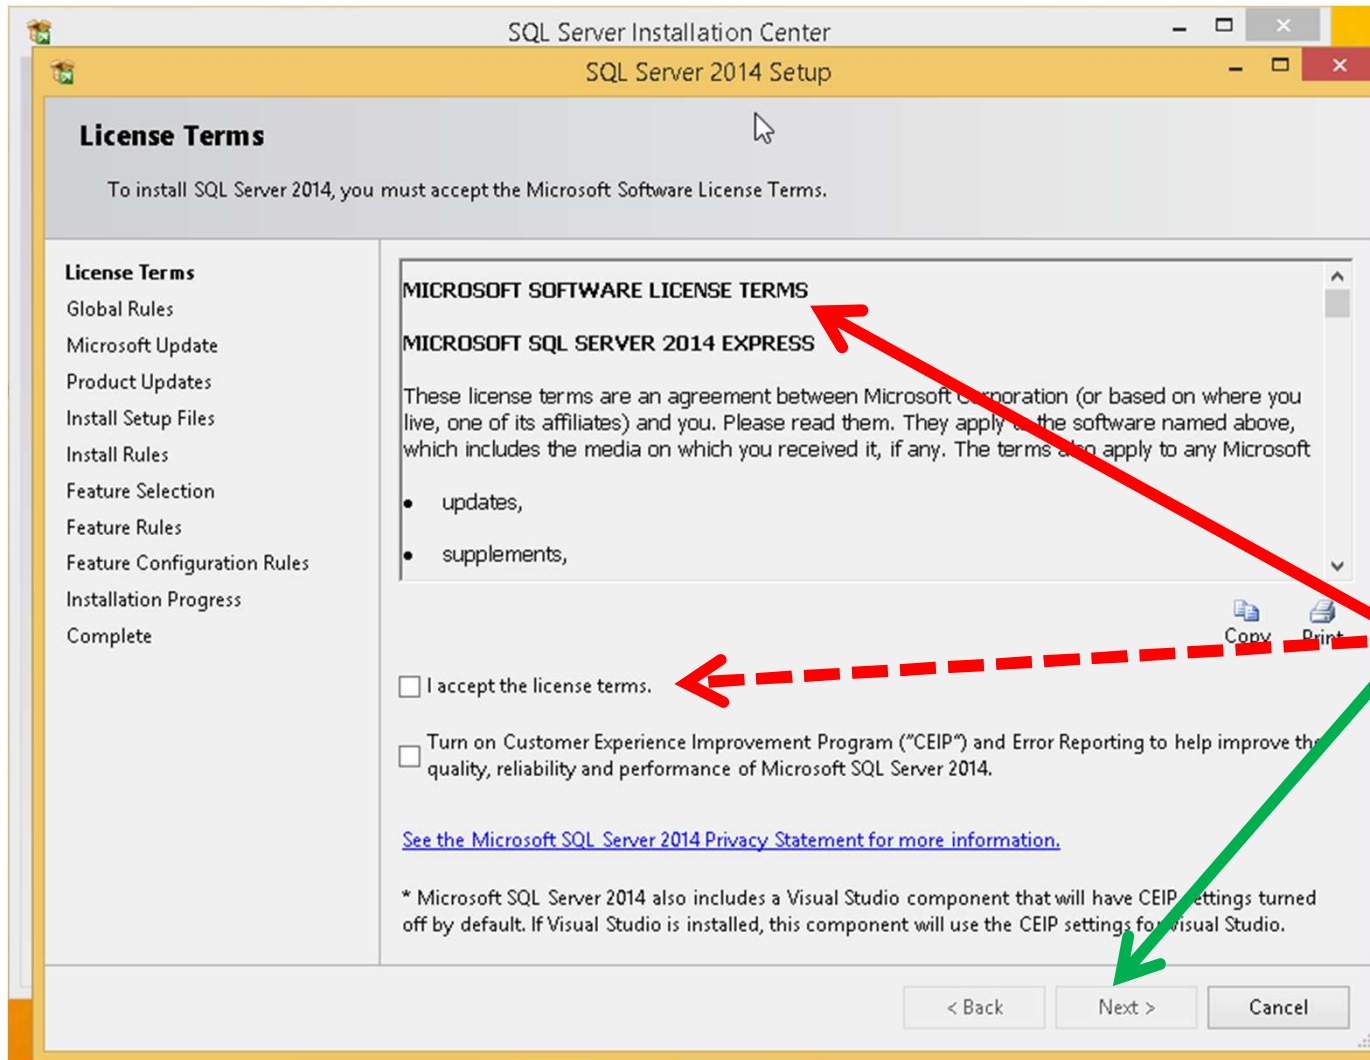 SQL Server Installation Center
SQL Server 2014 Setup
License Terms
To install SQL Server 2014, you must accept the Microsoft Software License Terms.
License Terms
Global Rules
Microsoft Update
Product Updates
Install Setup Files
Install Rules
Feature Selection
Feature Rules
Feature Configuration Rules
Installation Progress
Complete
MICROSOFT SOFTWARE LICENSE TERMS
MICROSOFT SQL SERVER 2014 EXPRESS
These license terms are an agreement between Microsoft Corporation (or based on where you
live, one of its affiliates) and you. Please read them. They apply to the software named above,
which includes the media on which you received it, if any. The terms also apply to any Microsoft
• updates,
• supplements,
Copy Print
I accept the license terms.
Turn on Customer Experience Improvement Program ("CEIP") and Error Reporting to help improve the
quality, reliability and performance of Microsoft SQL Server 2014.
See the Microsoft SQL Server 2014 Privacy Statement for more information.
* Microsoft SQL Server 2014 also includes a Visual Studio component that will have CEIP settings turned
off by default. If Visual Studio is installed, this component will use the CEIP settings for Visual Studio.
< Back Next > Cancel